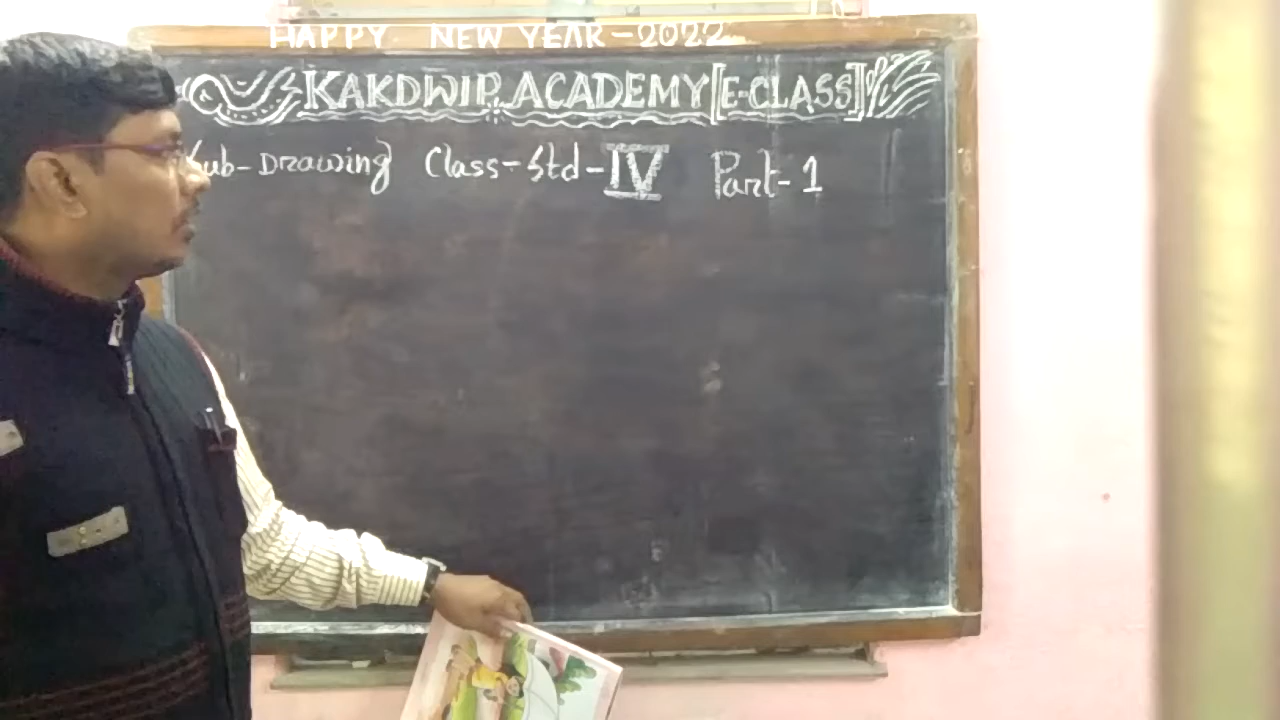 HAPPY NEW YEAR-2022
KAKDWIP ACADEMY [E-CLASS]
Sub-Drawing Class-Std-IV Part-1